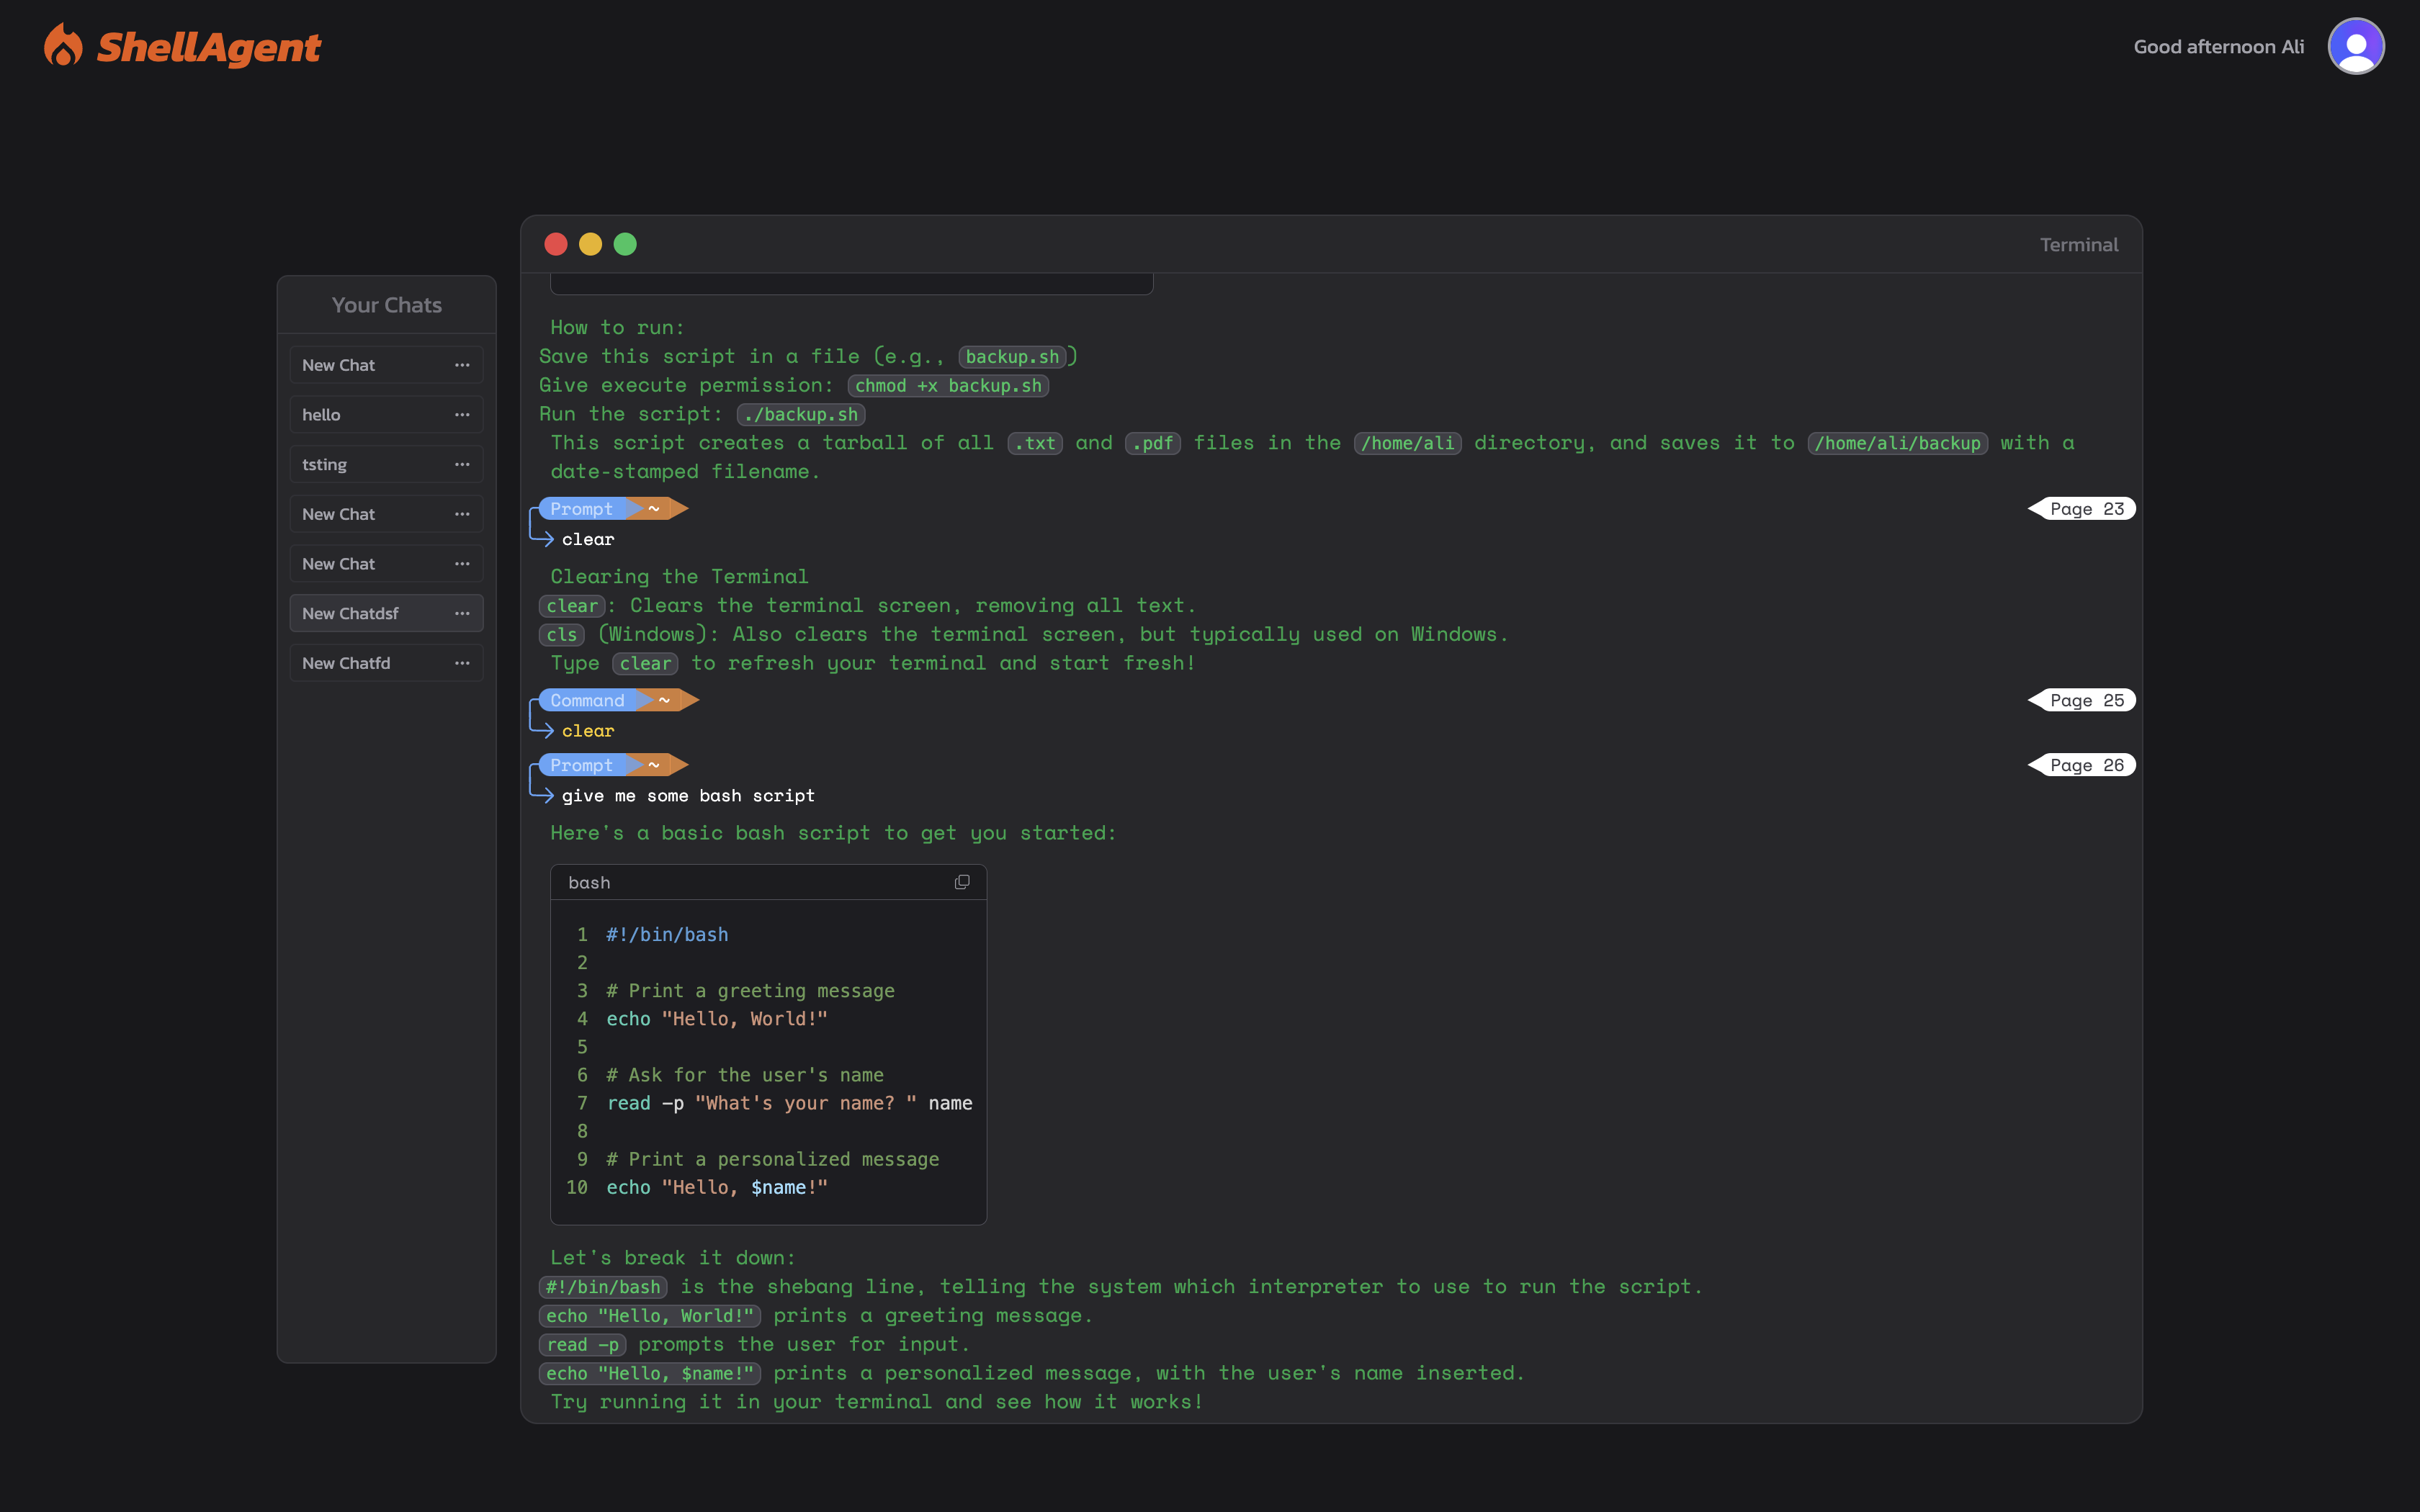 ShellAgent
Good afternoon Ali
Terminal
Your Chats
New Chat ...
hello ...
tsting ...
New Chat ...
New Chat ...
New Chatdsf ...
New Chatfd ...
How to run:
Save this script in a file (e.g., backup.sh)
Give execute permission: chmod +x backup.sh
Run the script: ./backup.sh
This script creates a tarball of all .txt and .pdf files in the /home/ali directory, and saves it to /home/ali/backup with a
date-stamped filename.
Prompt ~ Page 23
clear
Clearing the Terminal
clear: Clears the terminal screen, removing all text.
cls (Windows): Also clears the terminal screen, but typically used on Windows.
Type clear to refresh your terminal and start fresh!
Command ~ Page 25
clear
Prompt ~ Page 26
give me some bash script
Here's a basic bash script to get you started:
bash
1 #!/bin/bash
2
3 # Print a greeting message
4 echo "Hello, World!"
5
6 # Ask for the user's name
7 read -p "What's your name? " name
8
9 # Print a personalized message
10 echo "Hello, $name!"
Let's break it down:
#!/bin/bash is the shebang line, telling the system which interpreter to use to run the script.
echo "Hello, World!" prints a greeting message.
read -p prompts the user for input.
echo "Hello, $name!" prints a personalized message, with the user's name inserted.
Try running it in your terminal and see how it works!